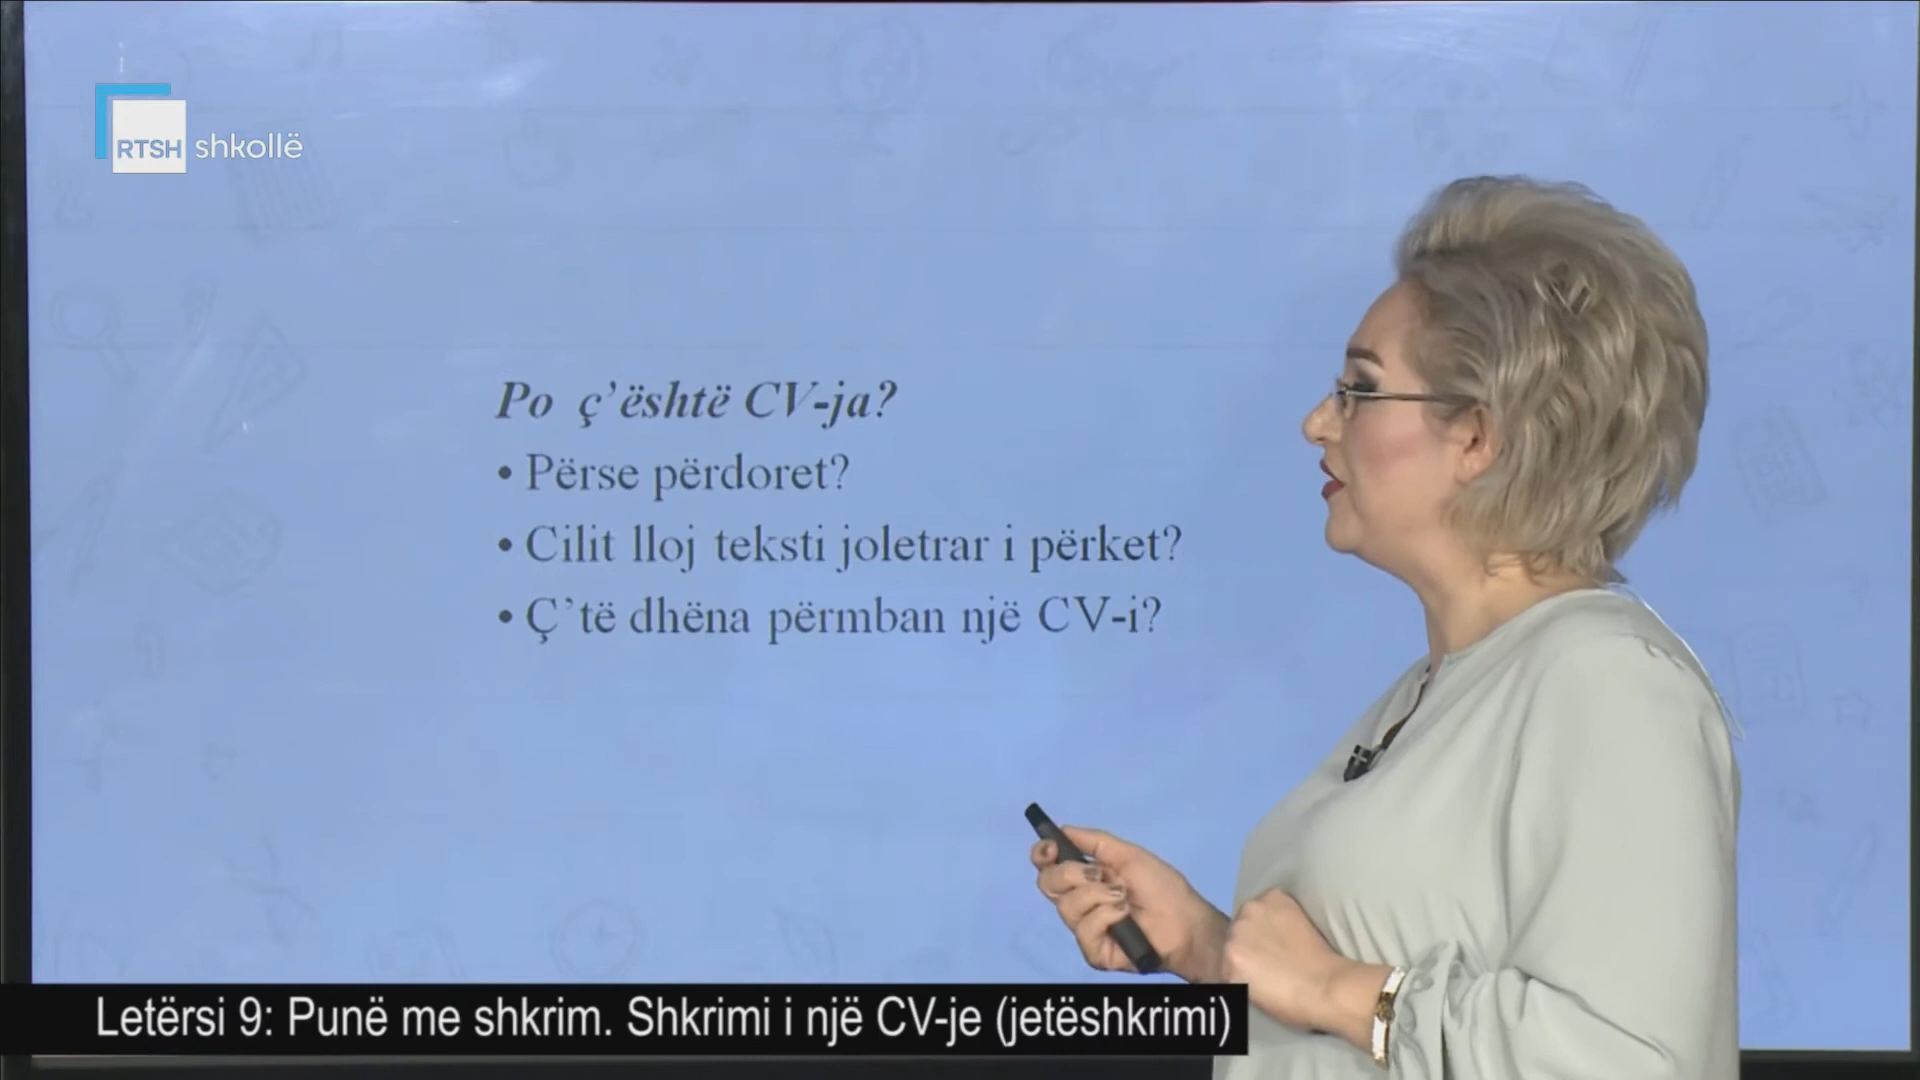 RTSH shkollë
Po ç'është CV-ja?
• Përse përdoret?
• Cilit lloj teksti joletrar i përket?
• Ç'të dhëna përmban një CV-i?
Letërsi 9: Punë me shkrim. Shkrimi i një CV-je (jetëshkrimi)